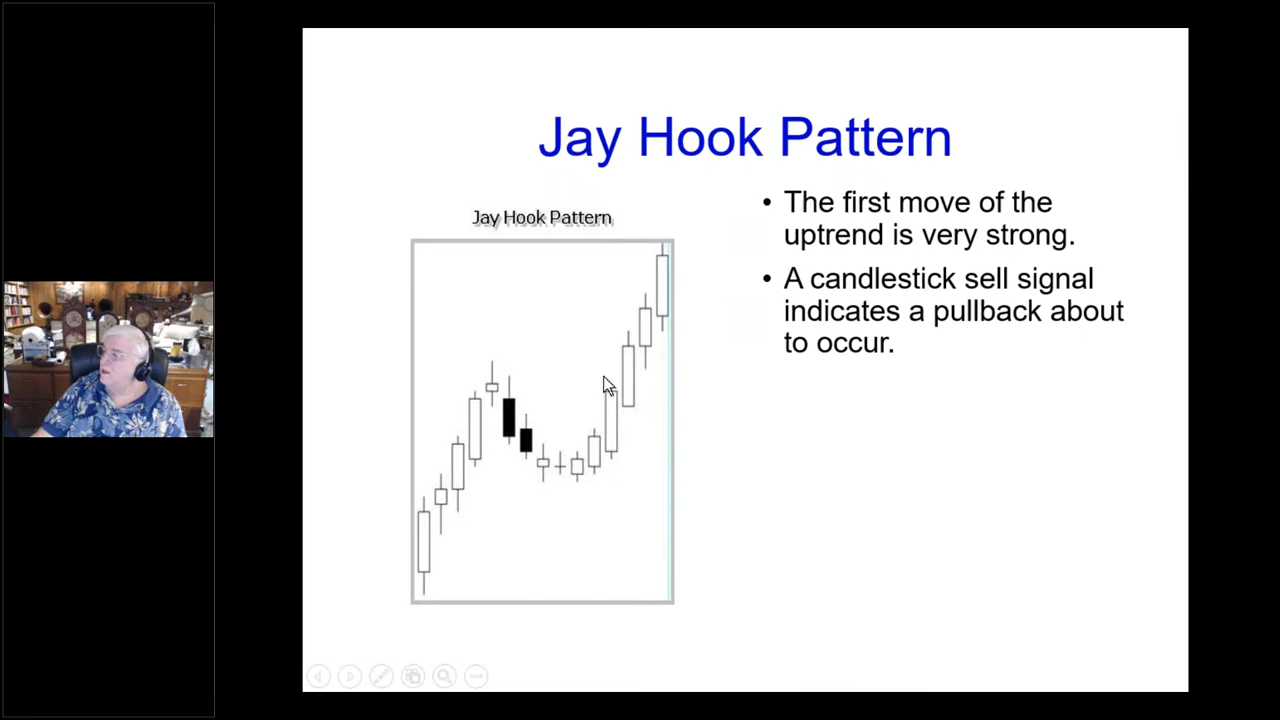 Jay Hook Pattern
Jay Hook Pattern
• The first move of the
uptrend is very strong.
• A candlestick sell signal
indicates a pullback about
to occur.